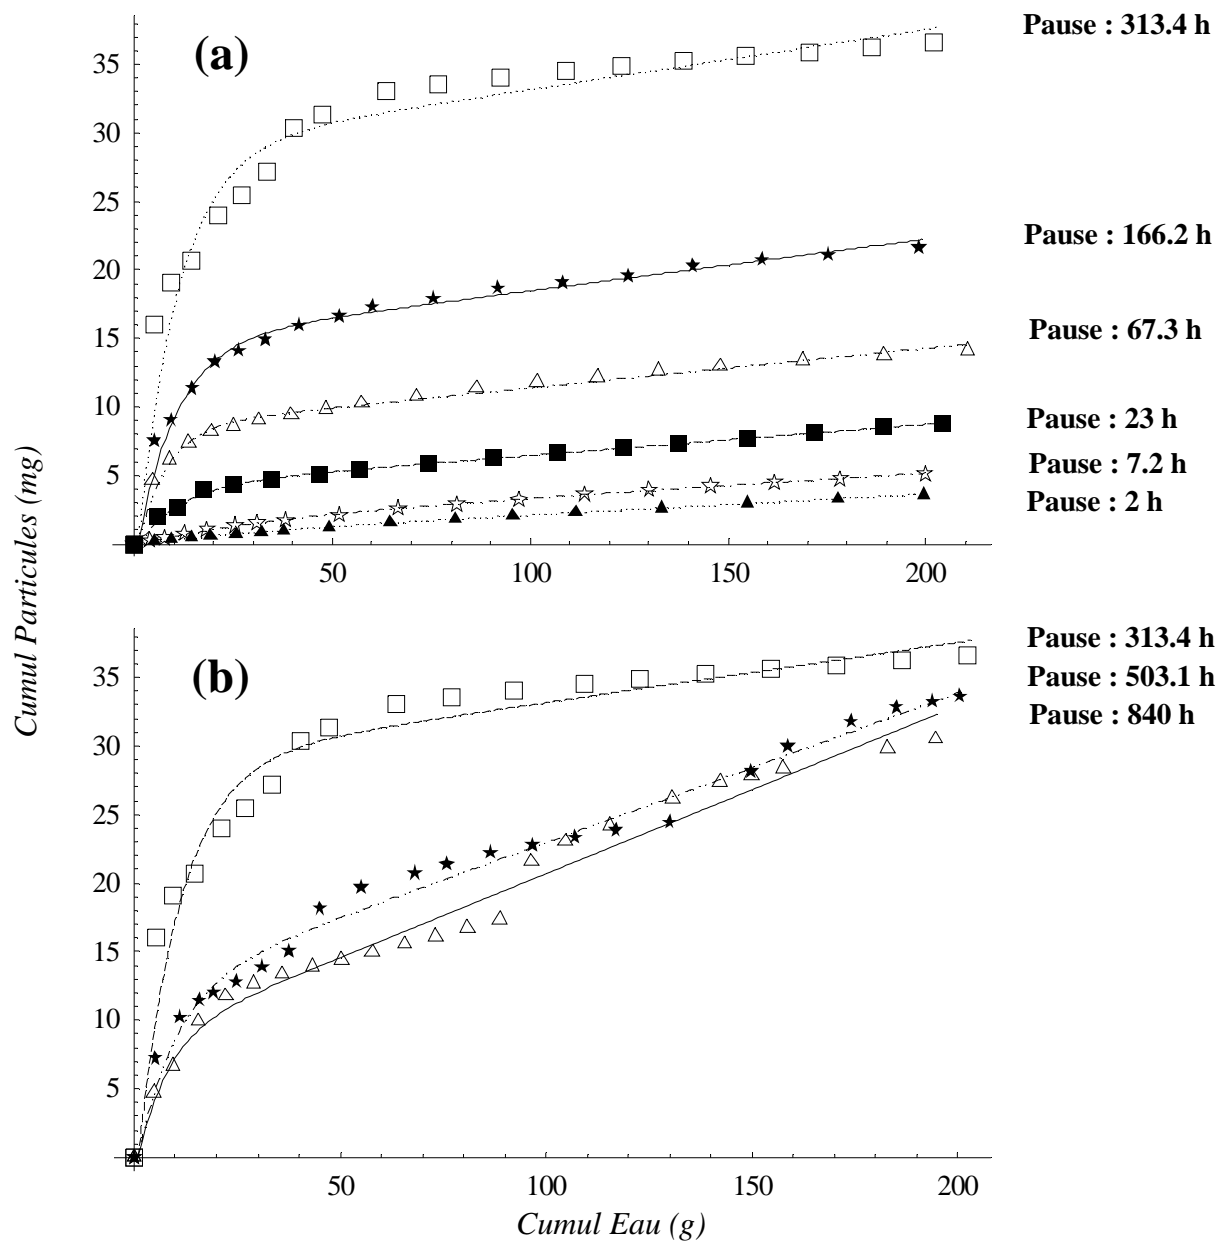 (a)
Pause : 313.4 h
Pause : 166.2 h
Pause : 67.3 h
Pause : 23 h
Pause : 7.2 h
Pause : 2 h
35
30
25
20
15
10
5
50 100 150 200
Cumul Particules (mg)
(b)
Pause : 313.4 h
Pause : 503.1 h
Pause : 840 h
35
30
25
20
15
10
5
50 100 150 200
Cumul Eau (g)